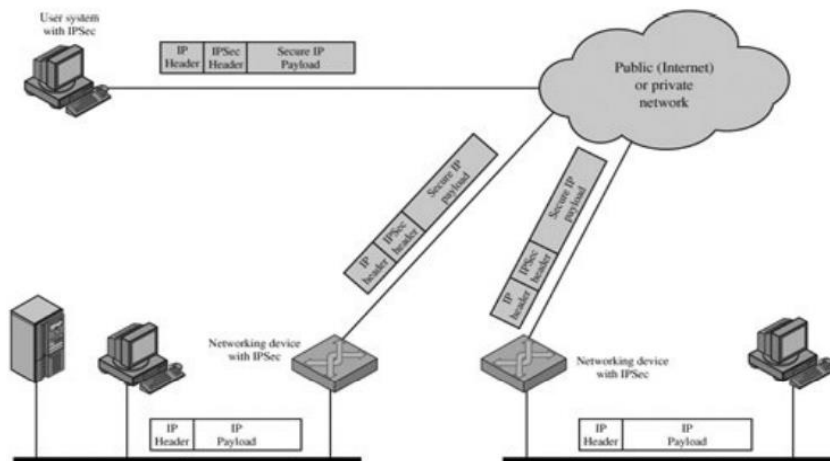 User system
with IPSec
IP
Header
IPSec
Header
Secure IP
Payload
Public (Internet)
or private
network
IP
header
IPSec
header
Secure IP
payload
IP
header
IPSec
header
Secure IP
payload
Networking device
with IPSec
Networking device
with IPSec
IP
Header
IP
Payload
IP
Header
IP
Payload